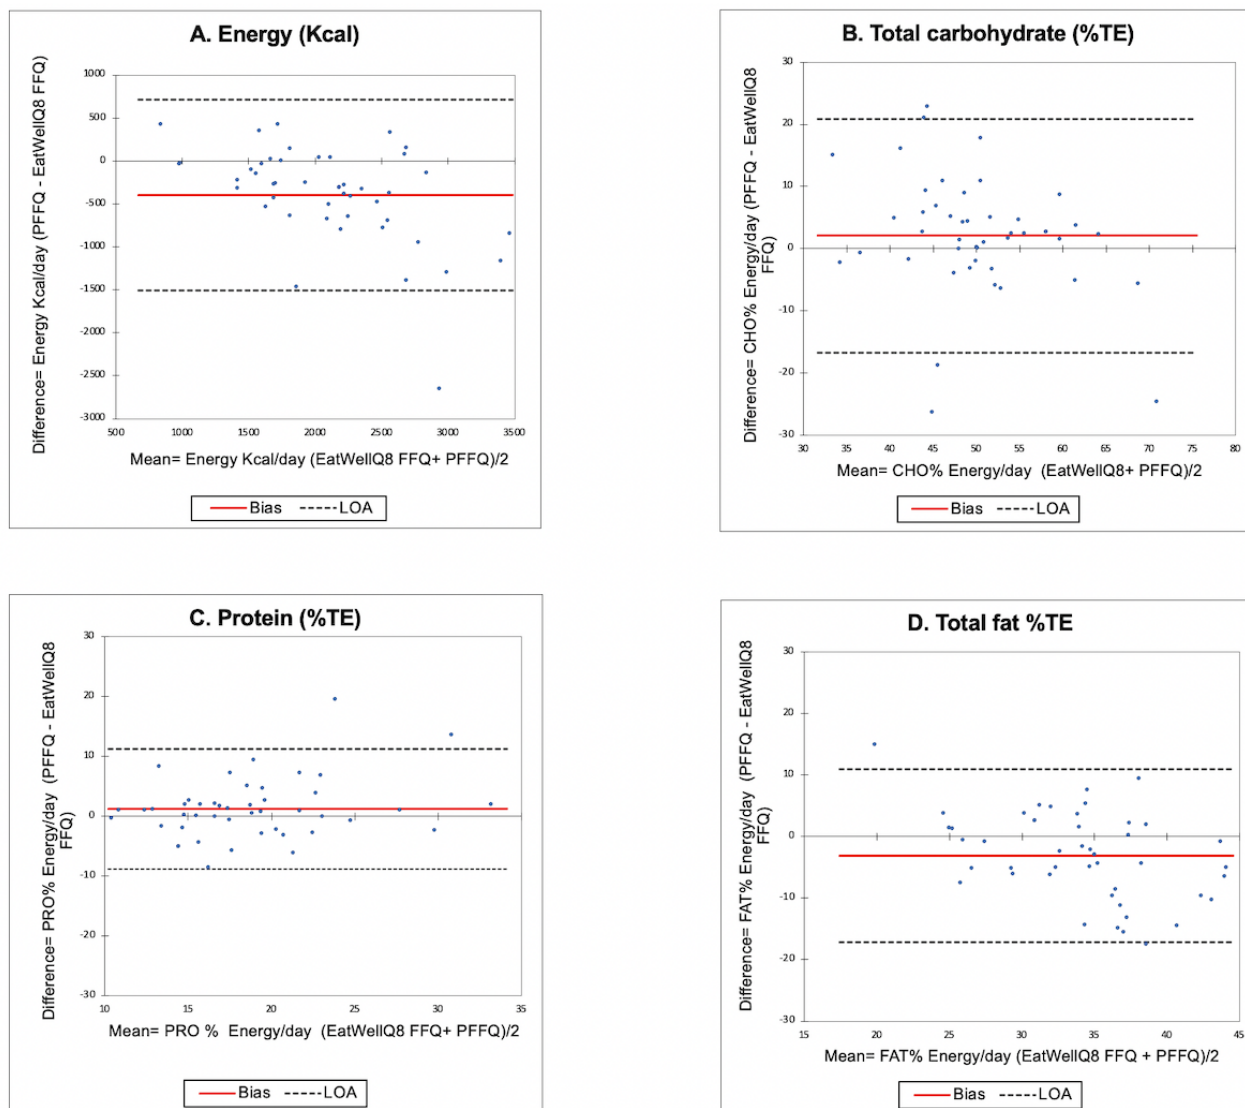 A. Energy (Kcal)
Difference= Energy Kcal/day (PFFQ - EatWellQ8 FFQ)
1000
500
0
-500
-1000
-1500
-2000
-2500
-3000
500 1000 1500 2000 2500 3000 3500
Mean= Energy Kcal/day (EatWellQ8 FFQ+ PFFQ)/2
Bias LOA
B. Total carbohydrate (%TE)
Difference= CHO% Energy/day (PFFQ - EatWellQ8
FFQ)
30
20
10
0
-10
-20
-30
30 35 40 45 50 55 60 65 70 75 80
Mean= CHO% Energy/day (EatWellQ8+ PFFQ)/2
Bias LOA
C. Protein (%TE)
Difference= PRO% Energy/day (PFFQ - EatWellQ8
FFQ)
30
20
10
0
-10
-20
-30
10 15 20 25 30 35
Mean= PRO % Energy/day (EatWellQ8 FFQ+ PFFQ)/2
Bias LOA
D. Total fat %TE
Difference= FAT% Energy/day (PFFQ - EatWellQ8
FFQ)
30
20
10
0
-10
-20
-30
15 20 25 30 35 40 45
Mean= FAT% Energy/day (EatWellQ8 FFQ + PFFQ)/2
Bias LOA